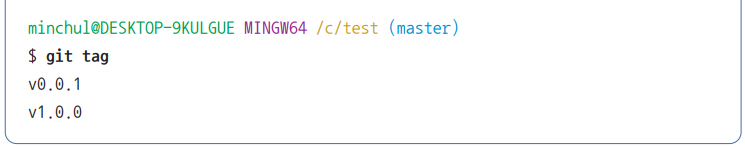 minchul@DESKTOP-9KULGUE MINGW64 /c/test (master)
$ git tag
v0.0.1
v1.0.0